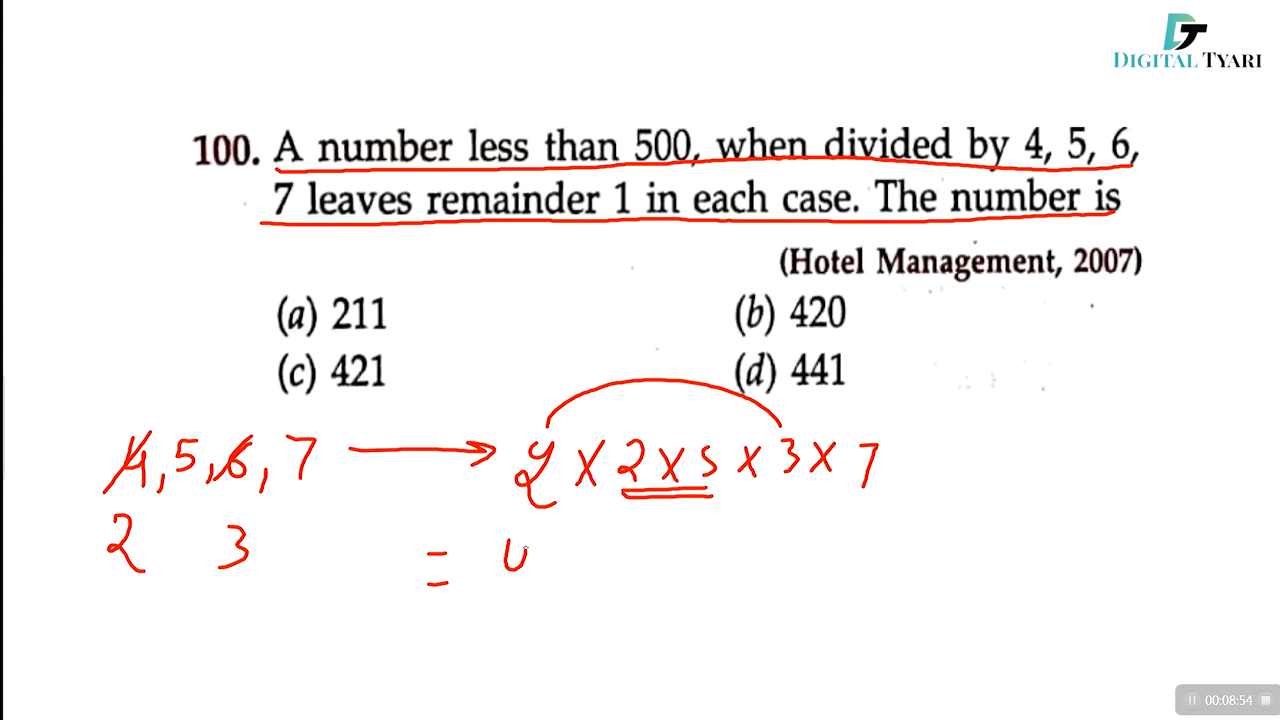 DT
DIGITAL TYARI
100. A number less than 500, when divided by 4, 5, 6,
7 leaves remainder 1 in each case. The number is
(Hotel Management, 2007)
(a) 211 (b) 420
(c) 421 (d) 441
4, 5, 6, 7 → 2 × 2 × 5 × 3 × 7
2 3
=
00:08:54